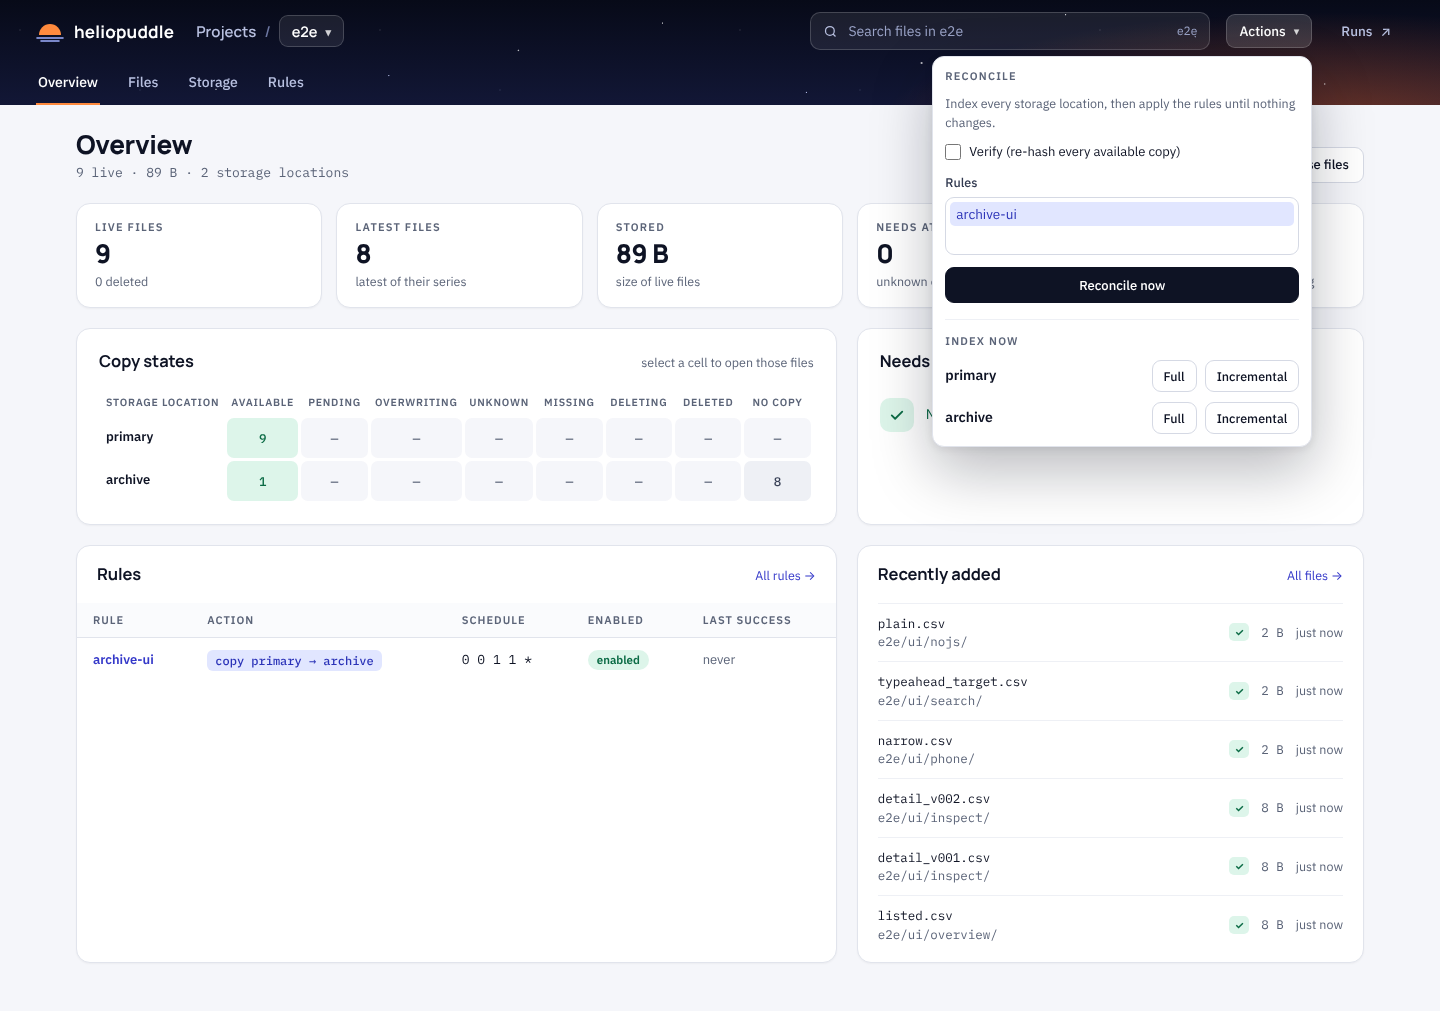 heliopuddle
Projects / e2e ▾
Search files in e2e e2e
Actions ▾
Runs ↗
Overview Files Storage Rules
Overview
9 live · 89 B · 2 storage locations
se files
RECONCILE
Index every storage location, then apply the rules until nothing
changes.
Verify (re-hash every available copy)
Rules
archive-ui
Reconcile now
INDEX NOW
primary Full Incremental
archive Full Incremental
LIVE FILES
9
0 deleted
LATEST FILES
8
latest of their series
STORED
89 B
size of live files
NEEDS AT
0
unknown
Copy states
select a cell to open those files
STORAGE LOCATION AVAILABLE PENDING OVERWRITING UNKNOWN MISSING DELETING DELETED NO COPY
primary 9 – – – – – – –
archive 1 – – – – – – 8
Needs
Rules
All rules →
RULE ACTION SCHEDULE ENABLED LAST SUCCESS
archive-ui copy primary → archive 0 0 1 1 * enabled never
Recently added
All files →
plain.csv
e2e/ui/nojs/
2 B just now
typeahead_target.csv
e2e/ui/search/
2 B just now
narrow.csv
e2e/ui/phone/
2 B just now
detail_v002.csv
e2e/ui/inspect/
8 B just now
detail_v001.csv
e2e/ui/inspect/
8 B just now
listed.csv
e2e/ui/overview/
8 B just now